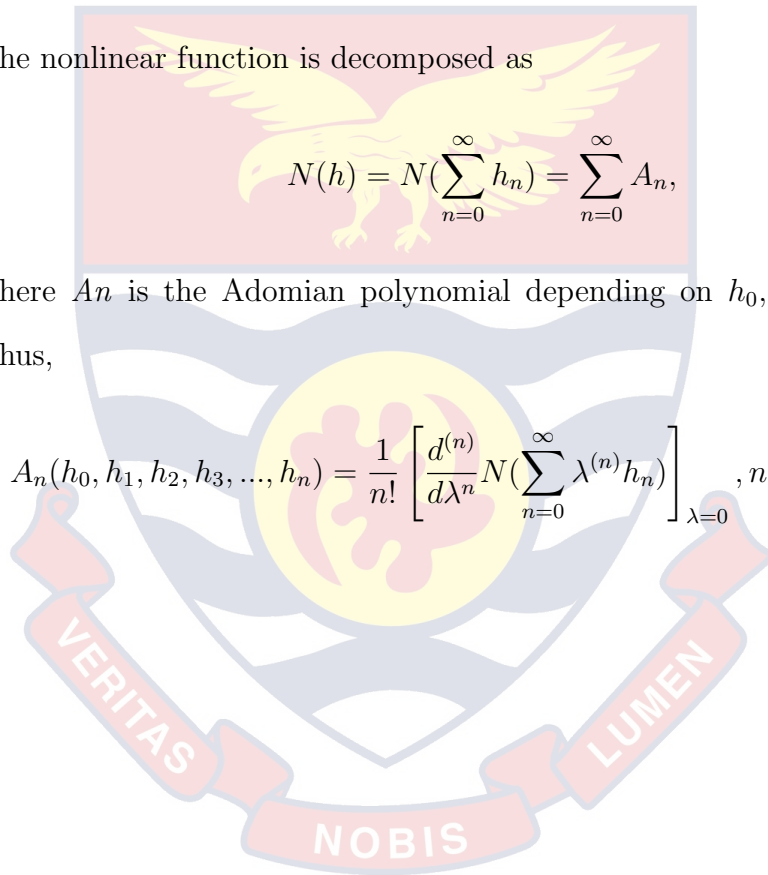 he nonlinear function is decomposed as
N(h) = N(∑_{n=0}^{∞} h_n) = ∑_{n=0}^{∞} A_n,
here An is the Adomian polynomial depending on h_0,
hus,
A_n(h_0, h_1, h_2, h_3, ..., h_n) = \frac{1}{n!} [ \frac{d^{(n)}}{dλ^n} N(∑_{n=0}^{∞} λ^{(n)} h_n) ]_{λ=0} , n
VERITAS
NOBIS
LUMEN